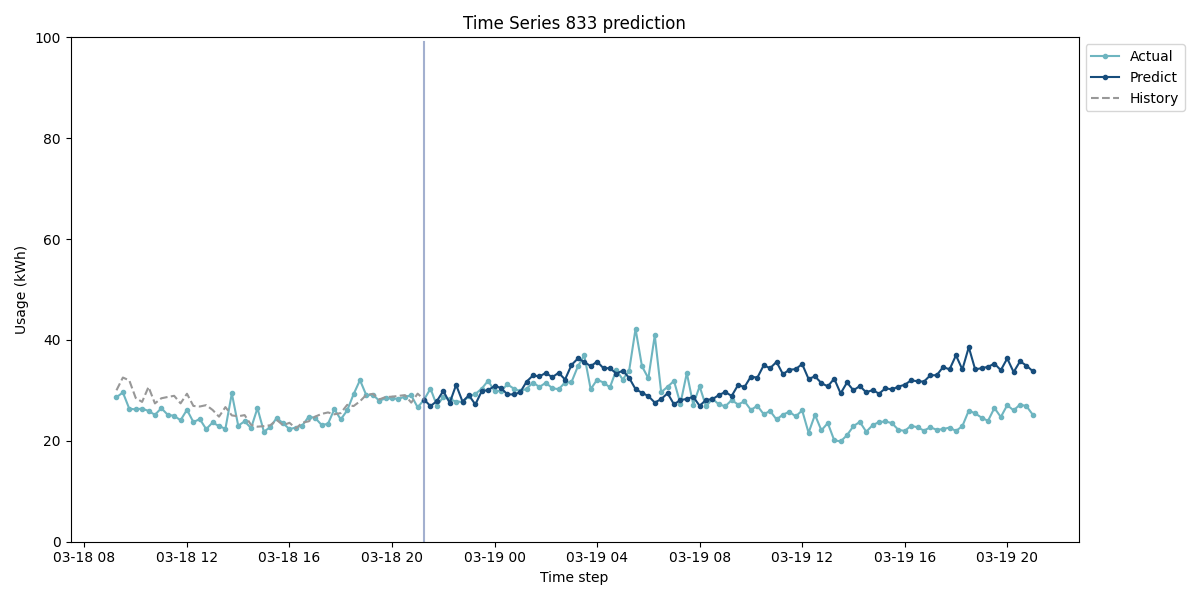 Time Series 833 prediction
100
80
60
40
20
0
Usage (kWh)
03-18 08 03-18 12 03-18 16 03-18 20 03-19 00 03-19 04 03-19 08 03-19 12 03-19 16 03-19 20
Time step
Actual
Predict
History